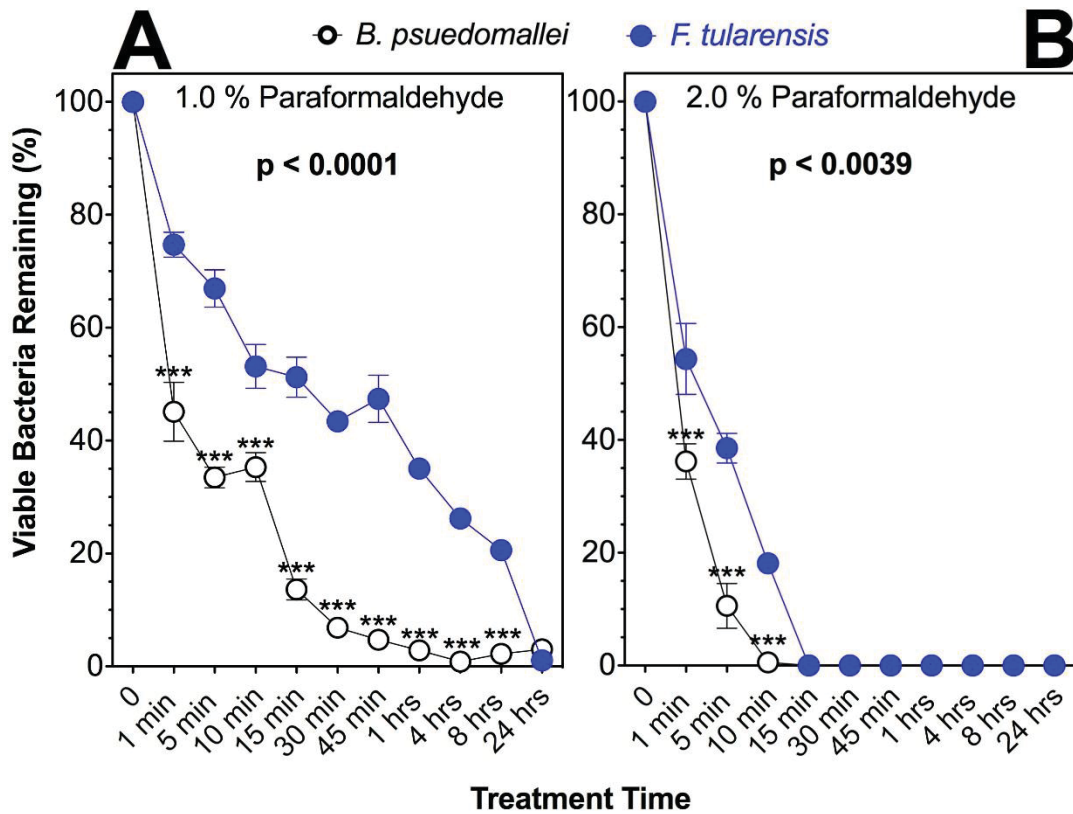 A
B. psuedomallei
F. tularensis
B
1.0 % Paraformaldehyde
p < 0.0001
2.0 % Paraformaldehyde
p < 0.0039
Viable Bacteria Remaining (%)
100
80
60
40
20
0
***
***
***
***
***
***
***
***
***
0
1 min
5 min
10 min
15 min
30 min
45 min
1 hrs
4 hrs
8 hrs
24 hrs
100
80
60
40
20
0
***
***
***
0
1 min
5 min
10 min
15 min
30 min
45 min
1 hrs
4 hrs
8 hrs
24 hrs
Treatment Time